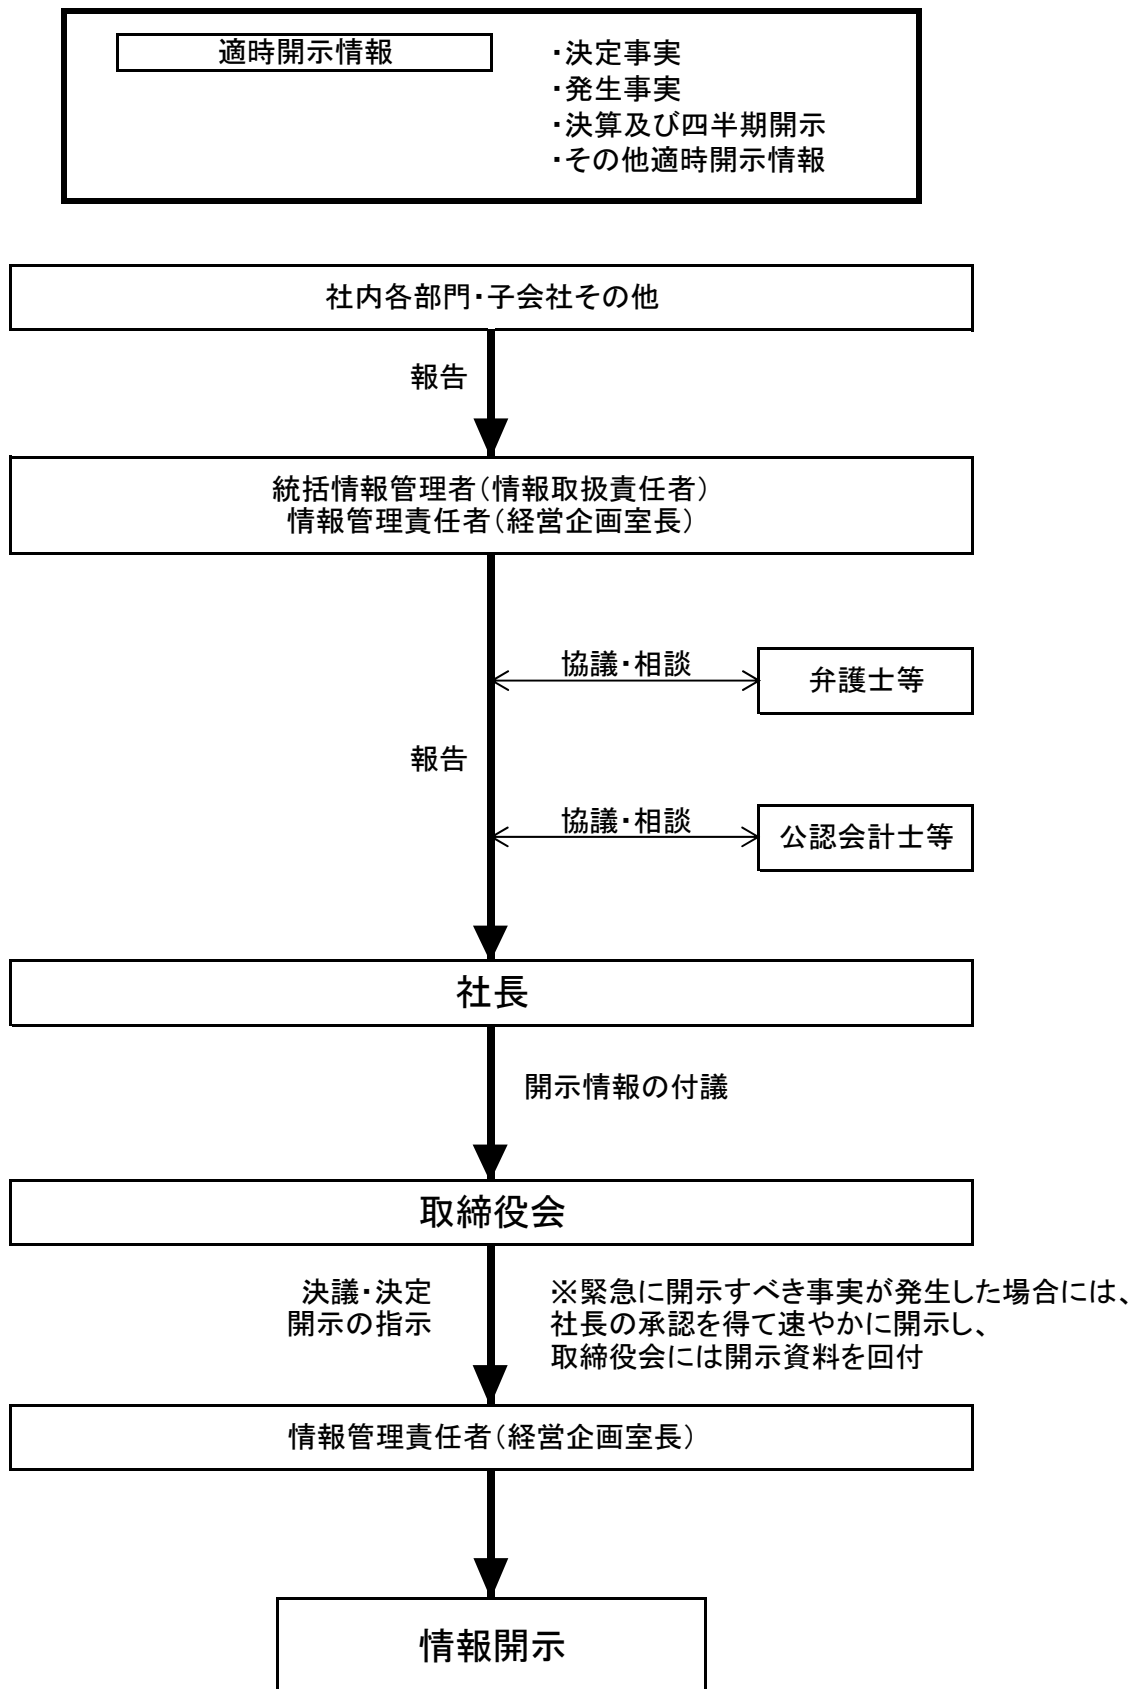 適時開示情報
・決定事実
・発生事実
・決算及び四半期開示
・その他適時開示情報
社内各部門・子会社その他
報告
統括情報管理者（情報取扱責任者）
情報管理責任者（経営企画室長）
協議・相談
弁護士等
報告
協議・相談
公認会計士等
社長
開示情報の付議
取締役会
決議・決定
開示の指示
※緊急に開示すべき事実が発生した場合には、
社長の承認を得て速やかに開示し、
取締役会には開示資料を回付
情報管理責任者（経営企画室長）
情報開示